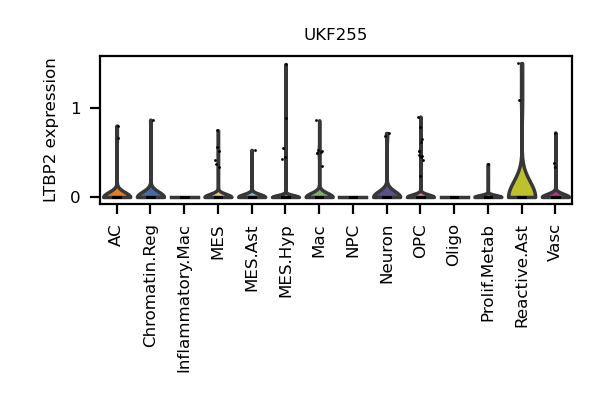 UKF255
LTBP2 expression
1
0
AC
Chromatin.Reg
Inflammatory.Mac
MES
MES.Ast
MES.Hyp
Mac
NPC
Neuron
OPC
Oligo
Prolif.Metab
Reactive.Ast
Vasc